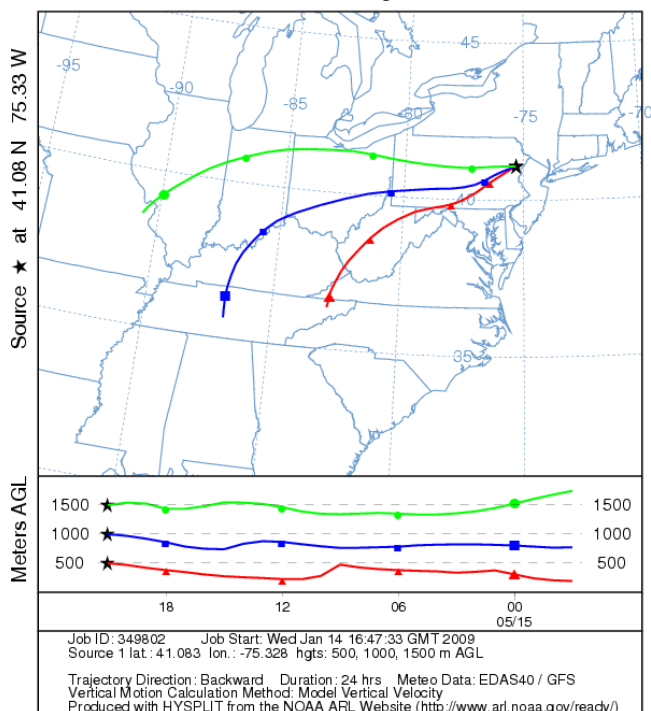 45
-95
-90
-85
-80
-75
-70
40
35
Source ★ at 41.08 N 75.33 W
Meters AGL
1500 1500
1000 1000
500 500
18 12 06 00
05/15
Job ID: 349802 Job Start: Wed Jan 14 16:47:33 GMT 2009
Source 1 lat.: 41.083 lon.: -75.328 hgts: 500, 1000, 1500 m AGL
Trajectory Direction: Backward Duration: 24 hrs Meteo Data: EDAS40 / GFS
Vertical Motion Calculation Method: Model Vertical Velocity
Produced with HYSPLIT from the NOAA ARL Website (http://www.arl.noaa.gov/ready/)